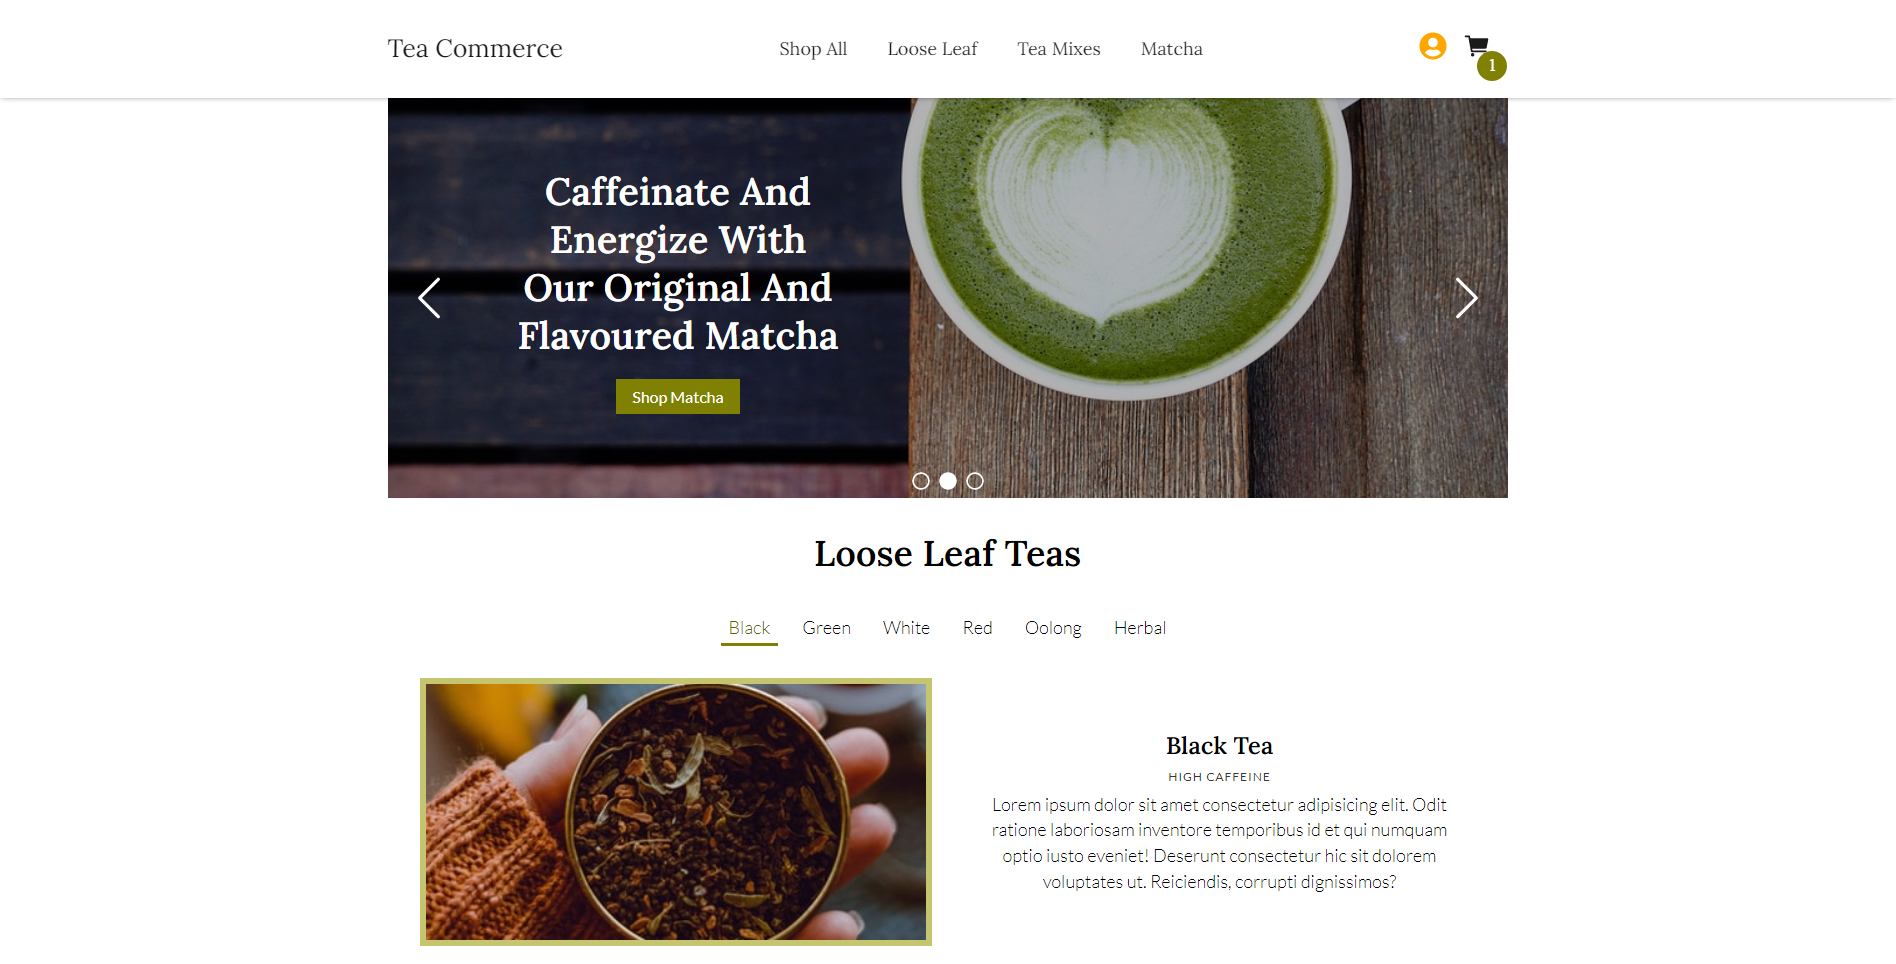 Tea Commerce
Shop All
Loose Leaf
Tea Mixes
Matcha
1
Caffeinate And
Energize With
Our Original And
Flavoured Matcha
Shop Matcha
Loose Leaf Teas
Black
Green
White
Red
Oolong
Herbal
Black Tea
HIGH CAFFEINE
Lorem ipsum dolor sit amet consectetur adipisicing elit. Odit
ratione laboriosam inventore temporibus id et qui numquam
optio iusto eveniet! Deserunt consectetur hic sit dolorem
voluptates ut. Reiciendis, corrupti dignissimos?